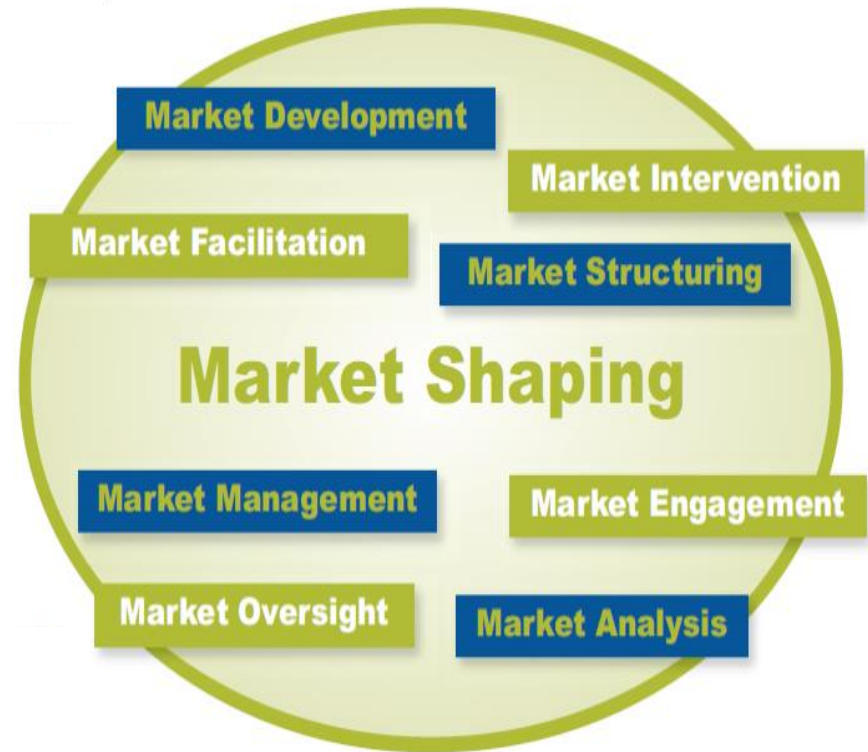 Market Development
Market Intervention
Market Facilitation
Market Structuring
Market Shaping
Market Management
Market Engagement
Market Oversight
Market Analysis